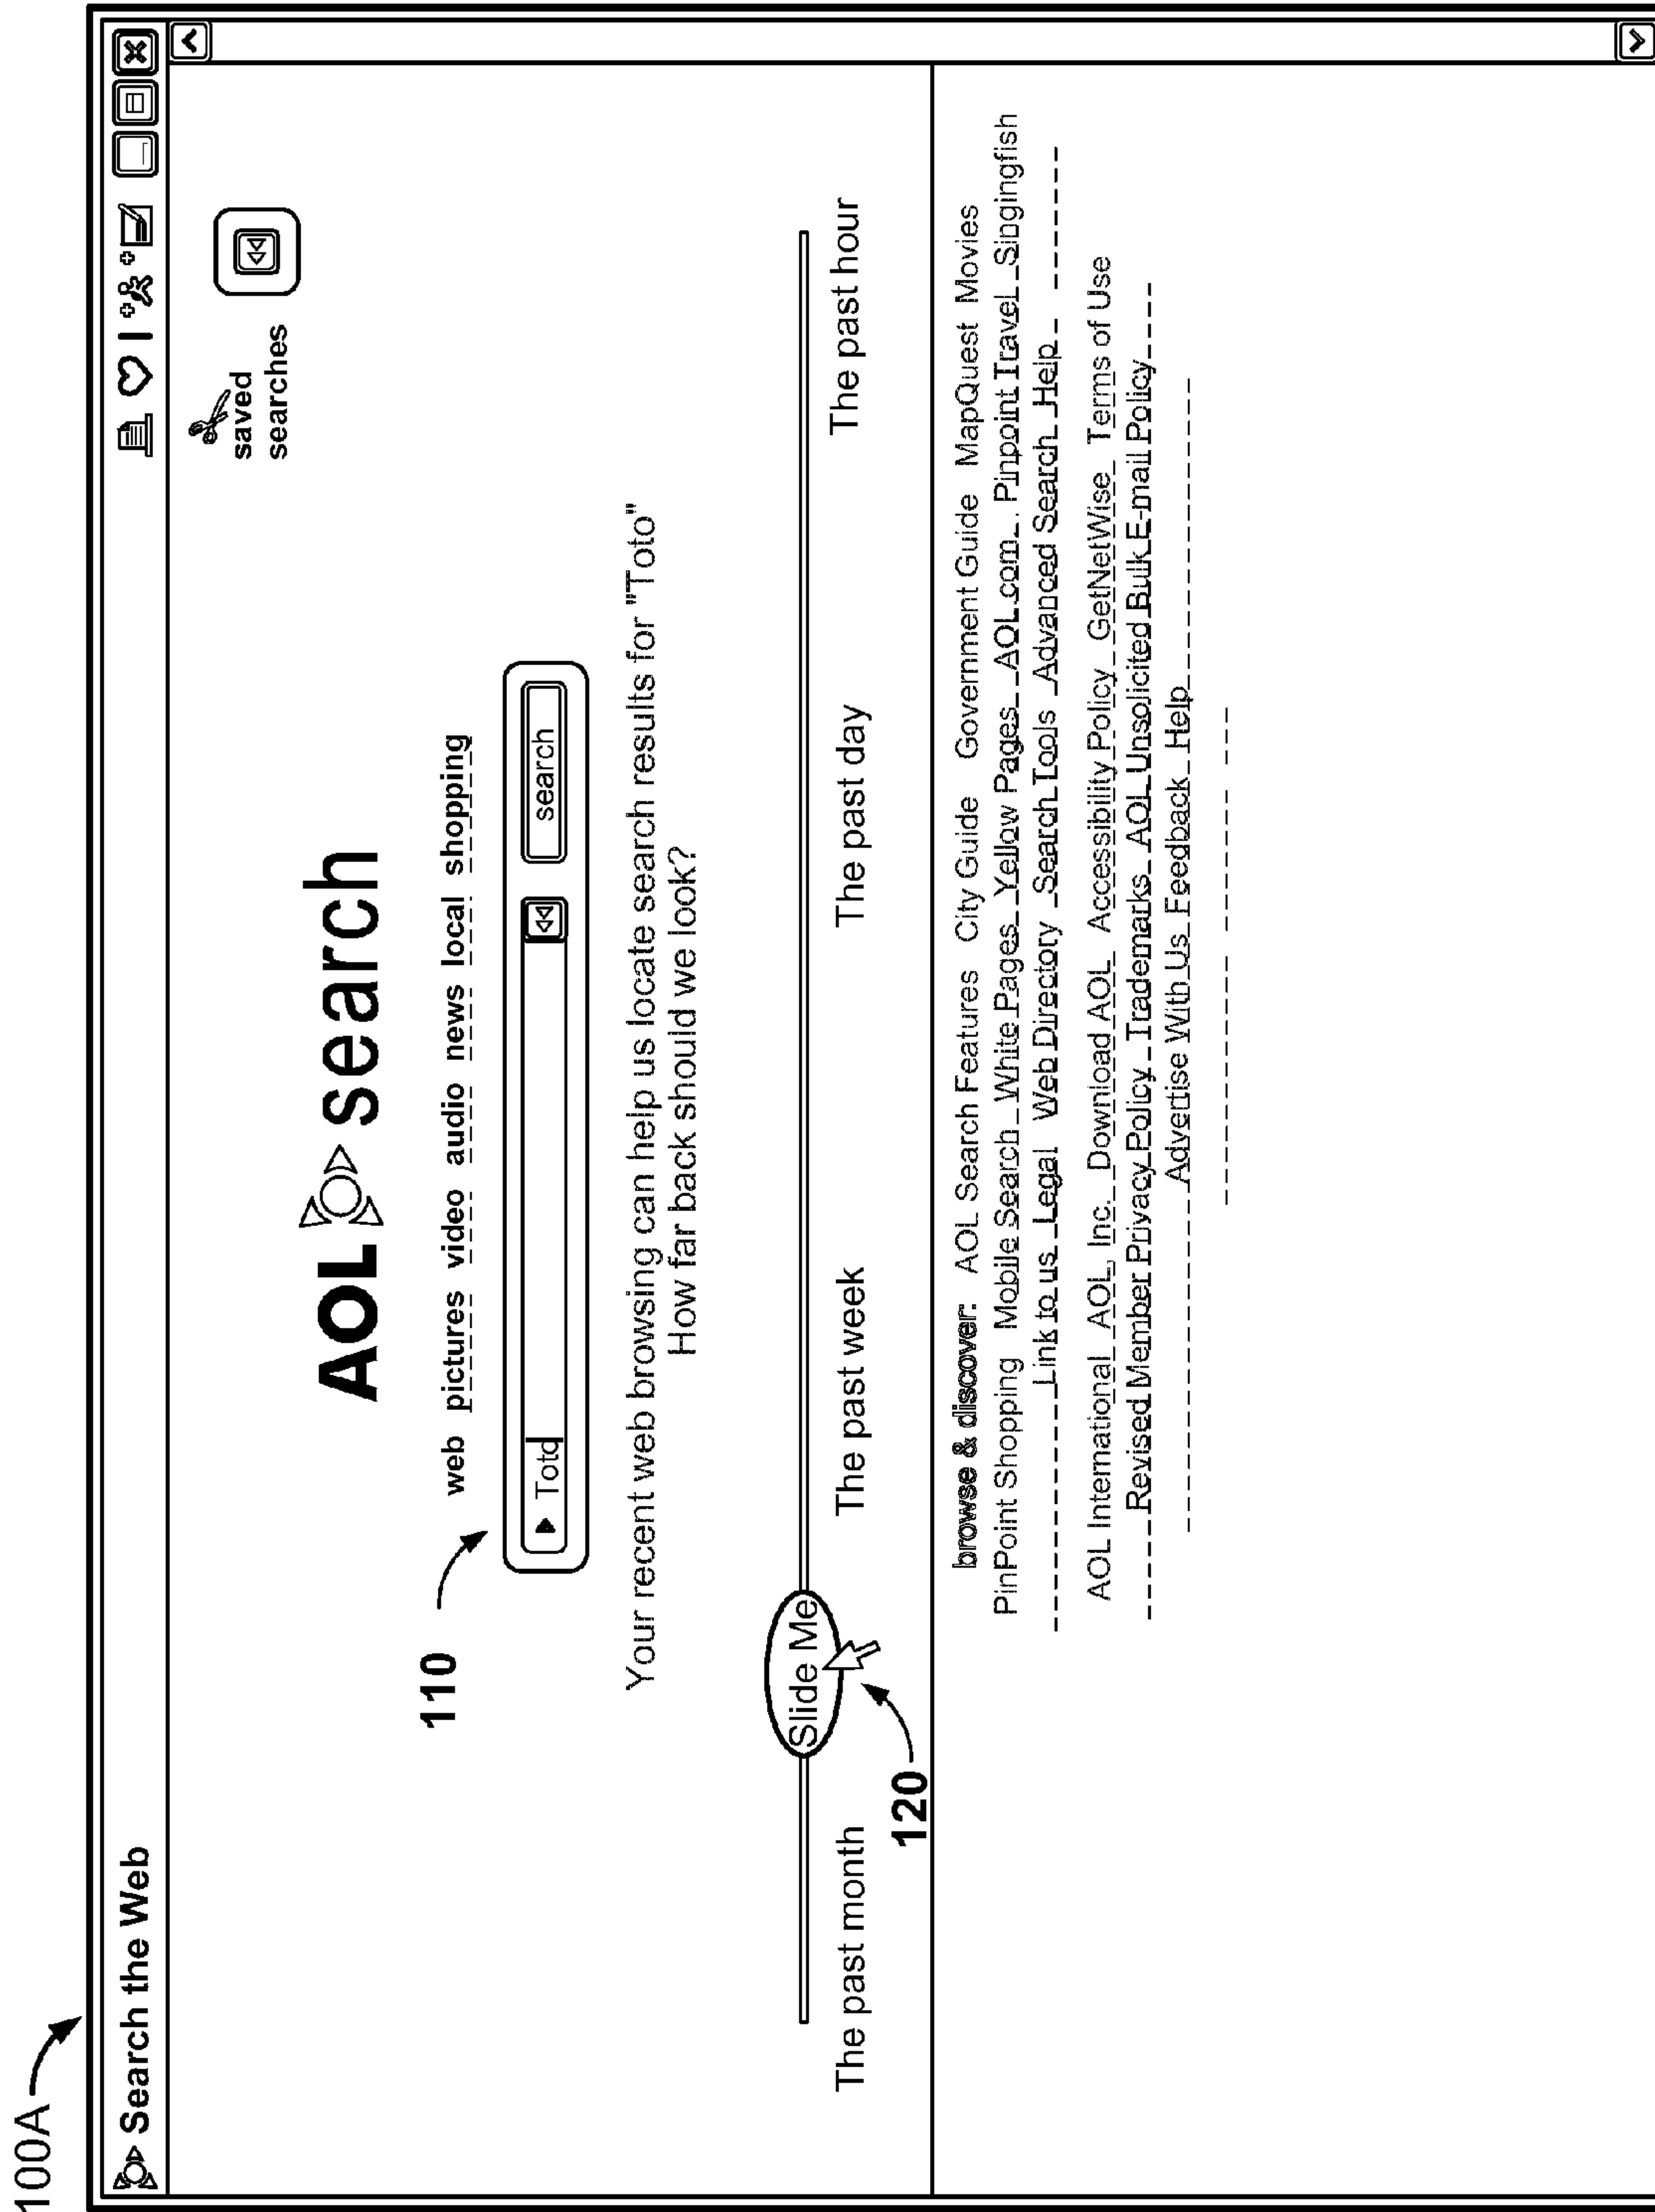 100A
Search the Web
saved
searches
AOL search
web pictures video audio news local shopping
110
Toto
search
Your recent web browsing can help us locate search results for "Toto"
How far back should we look?
Slide Me
The past month The past week The past day The past hour
120
browse & discover: AOL Search Features City Guide Government Guide MapQuest Movies
PinPoint Shopping Mobile Search White Pages Yellow Pages AOL.com Pinpoint Travel Singingfish
Link to us Legal Web Directory Search Tools Advanced Search Help
AOL International AOL, Inc. Download AOL Accessibility Policy GetNetWise Terms of Use
Revised Member Privacy Policy Trademarks AOL Unsolicited Bulk E-mail Policy
Advertise With Us Feedback Help